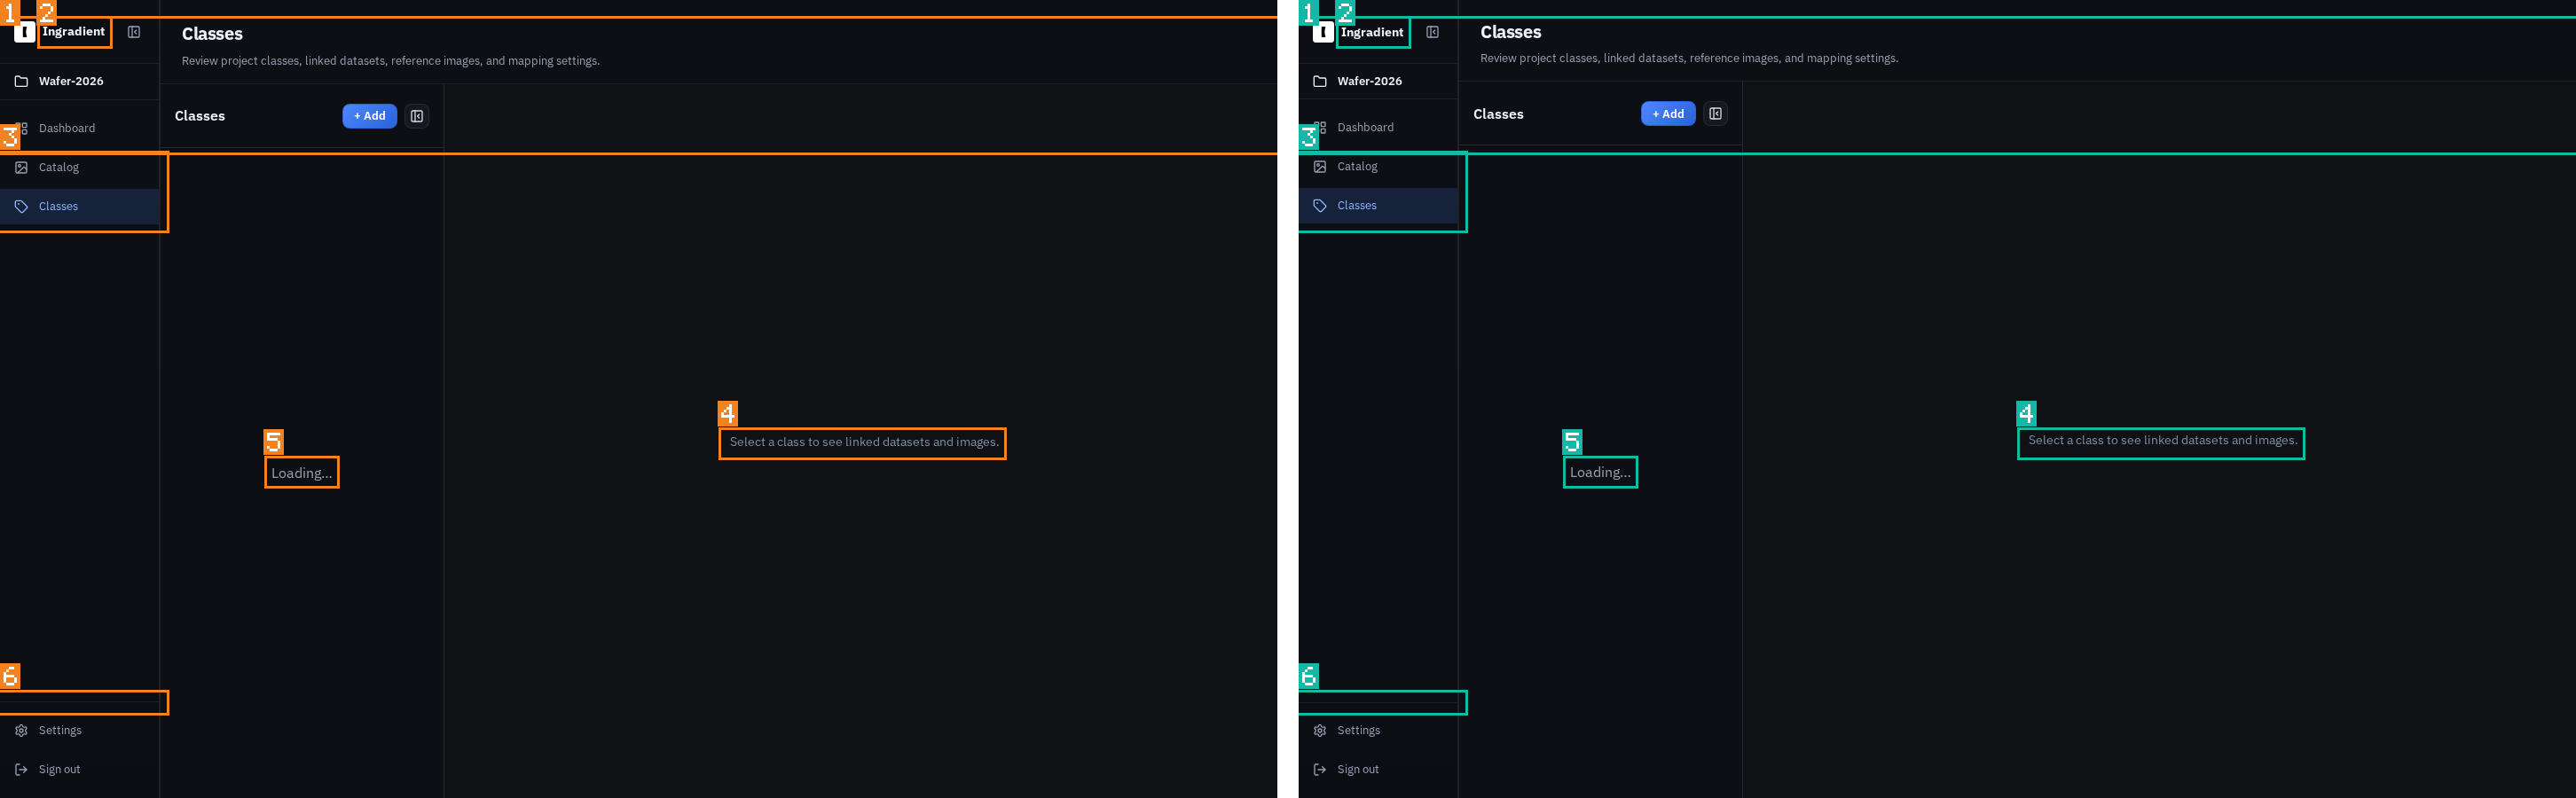 1 2
Ingradient
Classes
Review project classes, linked datasets, reference images, and mapping settings.
Wafer-2026
Classes
+ Add
3
Dashboard
Catalog
Classes
4
Select a class to see linked datasets and images.
5
Loading...
6
Settings
Sign out
1 2
Ingradient
Classes
Review project classes, linked datasets, reference images, and mapping settings.
Wafer-2026
Classes
+ Add
3
Dashboard
Catalog
Classes
4
Select a class to see linked datasets and images.
5
Loading...
6
Settings
Sign out